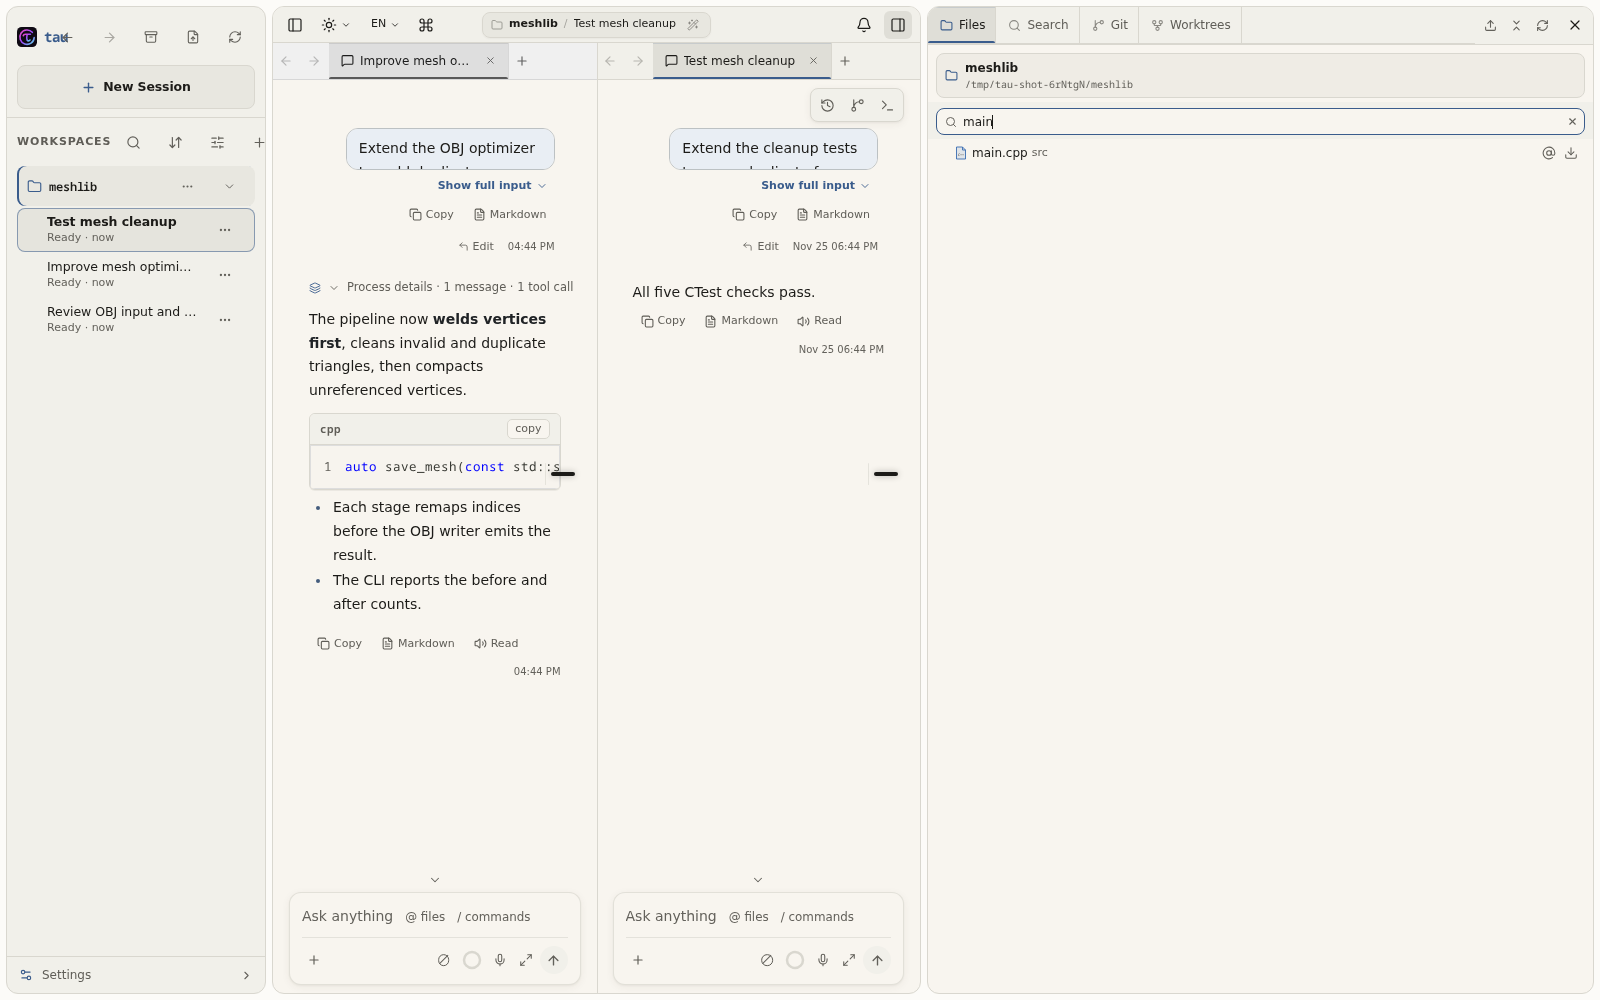 tau
New Session
WORKSPACES
meshlib
Test mesh cleanup
Ready · now
Improve mesh optimi...
Ready · now
Review OBJ input and ...
Ready · now
Settings
EN
meshlib / Test mesh cleanup
Improve mesh o...
Extend the OBJ optimizer
Show full input
Copy Markdown
Edit 04:44 PM
Process details · 1 message · 1 tool call
The pipeline now welds vertices
first, cleans invalid and duplicate
triangles, then compacts
unreferenced vertices.
cpp copy
1 auto save_mesh(const std::s
• Each stage remaps indices
before the OBJ writer emits the
result.
• The CLI reports the before and
after counts.
Copy Markdown Read
04:44 PM
Ask anything @ files / commands
Test mesh cleanup
Extend the cleanup tests
Show full input
Copy Markdown
Edit Nov 25 06:44 PM
All five CTest checks pass.
Copy Markdown Read
Nov 25 06:44 PM
Ask anything @ files / commands
Files Search Git Worktrees
meshlib
/tmp/tau-shot-6rNtgN/meshlib
main
main.cpp src